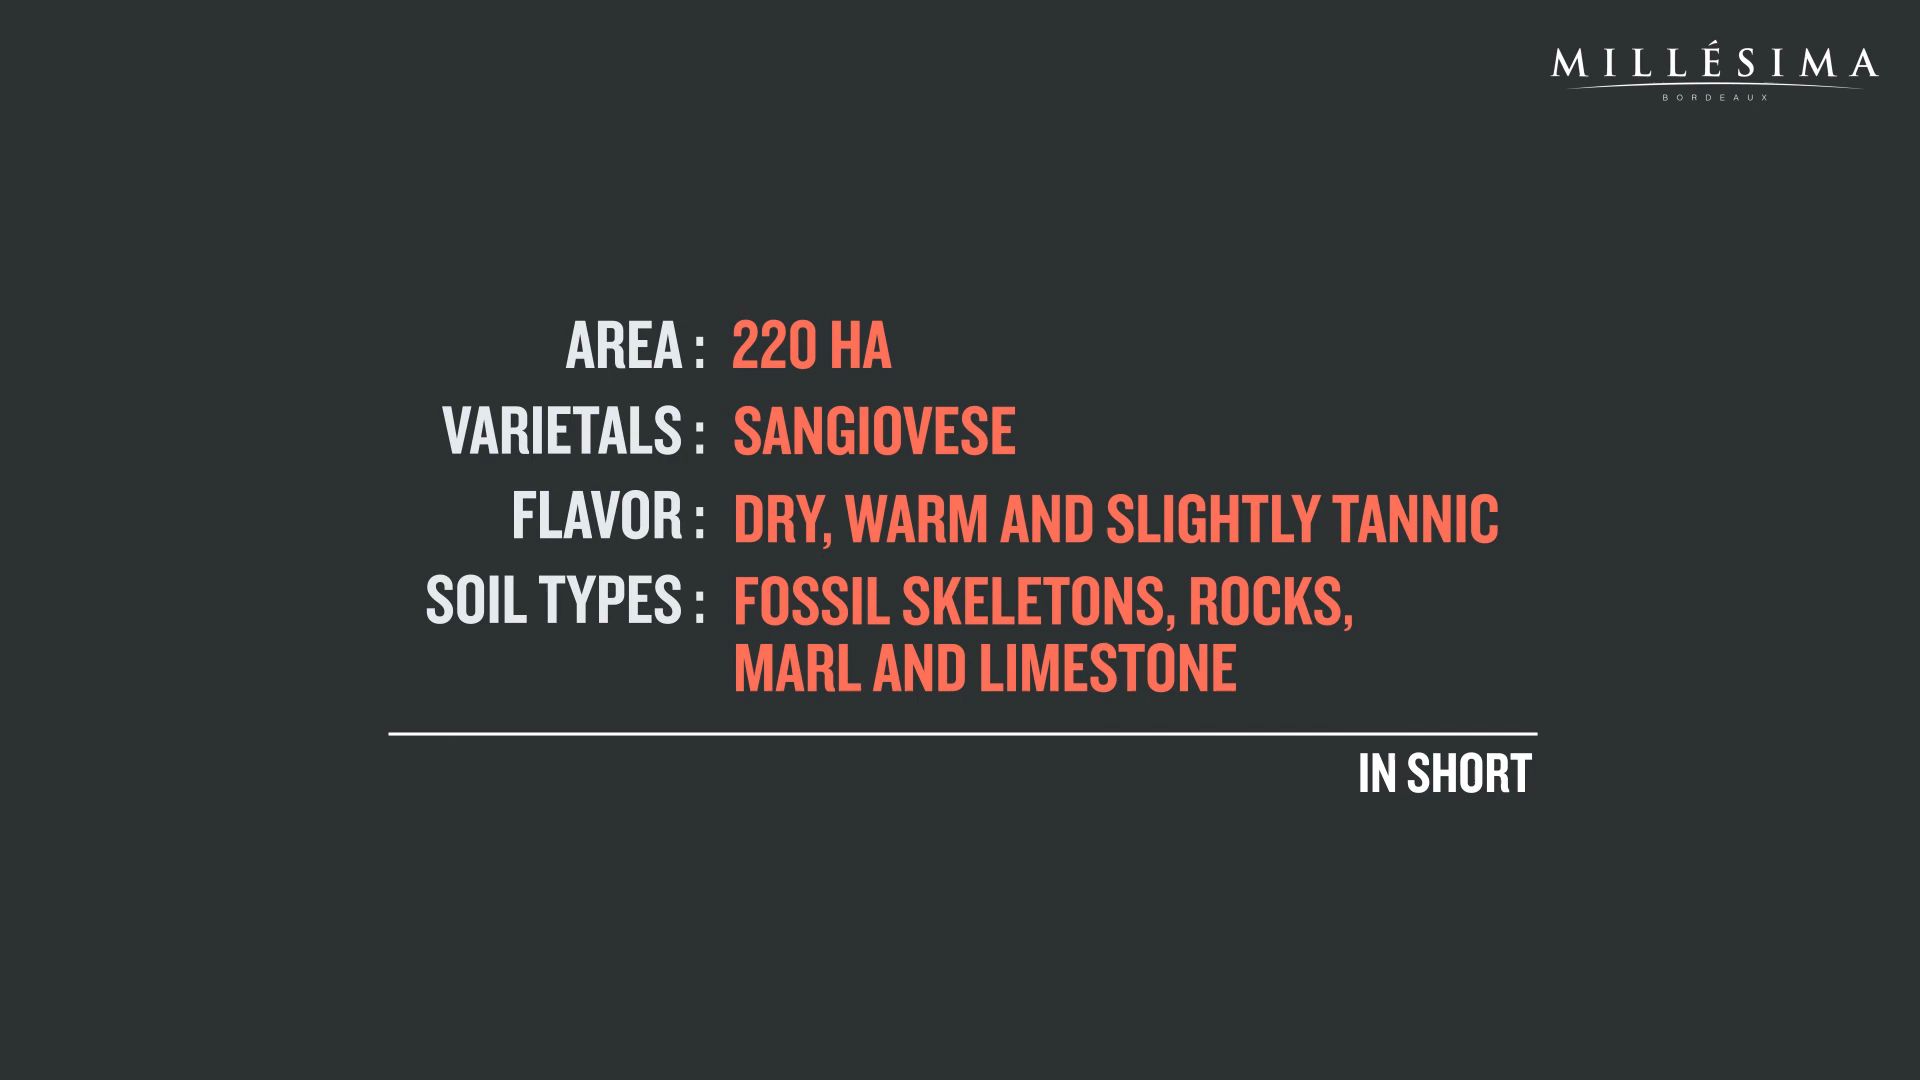 MILLÉSIMA
BORDEAUX
AREA : 220 HA
VARIETALS : SANGIOVESE
FLAVOR : DRY, WARM AND SLIGHTLY TANNIC
SOIL TYPES : FOSSIL SKELETONS, ROCKS,
MARL AND LIMESTONE
IN SHORT